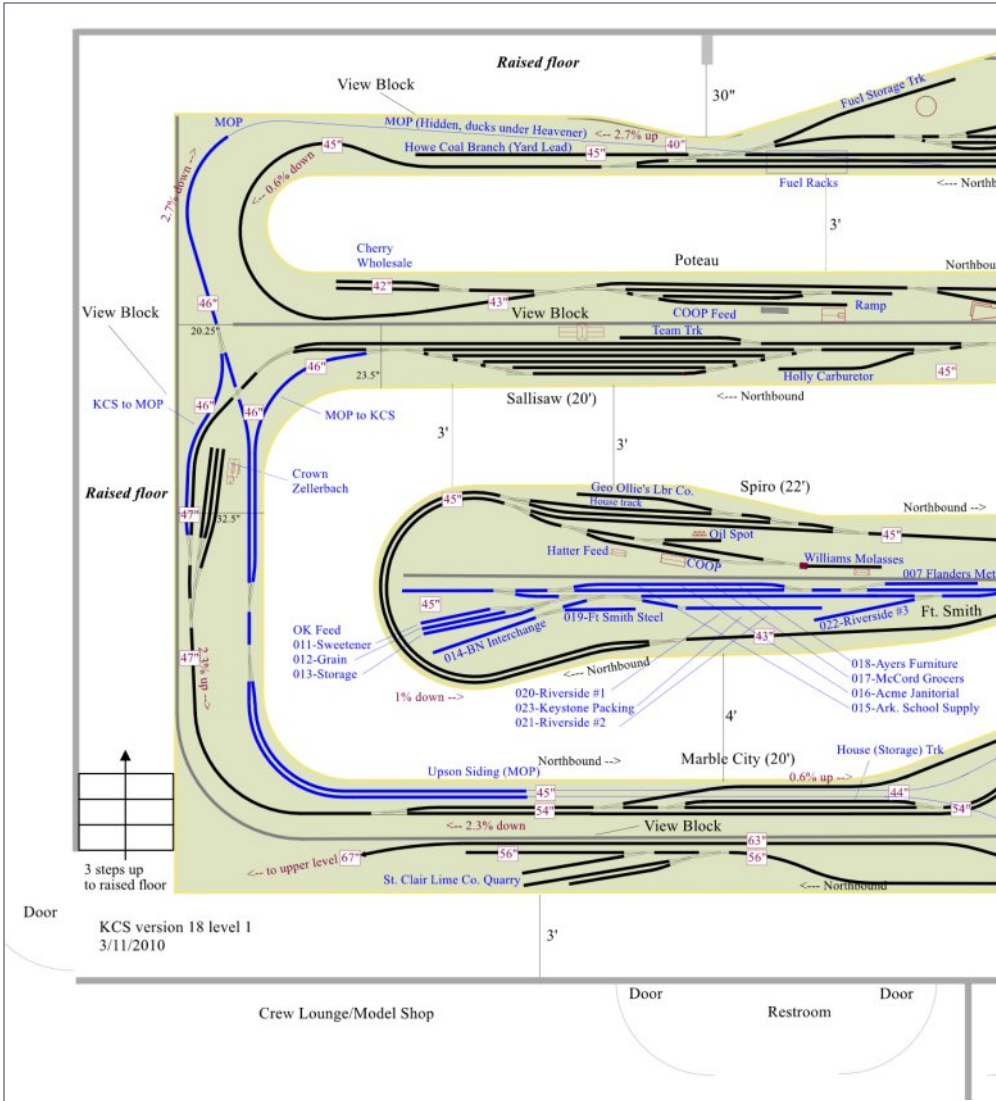 Raised floor
View Block
Fuel Storage Trk
30"
MOP
MOP (Hidden, ducks under Heavener)
<-- 2.7% up
40"
Howe Coal Branch (Yard Lead)
45"
45"
2.7% down -->
<-- 0.6% down
Fuel Racks
<--- Northb
3'
Cherry
Wholesale
Poteau
Northbou
42"
43"
46"
COOP Feed
Ramp
View Block
View Block
20.25"
Team Trk
46"
23.5"
Holly Carburetor
45"
KCS to MOP
46"
46"
MOP to KCS
Sallisaw (20')
<--- Northbound
3'
3'
Crown
Zellerbach
Raised floor
Geo Ollie's Lbr Co.
Spiro (22')
45"
House track
Northbound -->
47"
32.5"
Oil Spot
45"
Hatter Feed
COOP
Williams Molasses
007 Flanders Met
45"
019-Ft Smith Steel
022-Riverside #3
Ft. Smith
OK Feed
011-Sweetener
012-Grain
013-Storage
014-BN Interchange
43"
47"
2.3% up -->
<--- Northbound
018-Ayers Furniture
017-McCord Grocers
016-Acme Janitorial
015-Ark. School Supply
1% down -->
020-Riverside #1
023-Keystone Packing
021-Riverside #2
4'
House (Storage) Trk
Marble City (20')
Northbound -->
Upson Siding (MOP)
0.6% up -->
45"
44"
54"
54"
<-- 2.3% down
View Block
63"
<-- to upper level
67"
56"
56"
3 steps up
to raised floor
St. Clair Lime Co. Quarry
<--- Northbound
Door
KCS version 18 level 1
3/11/2010
3'
Door
Door
Crew Lounge/Model Shop
Restroom